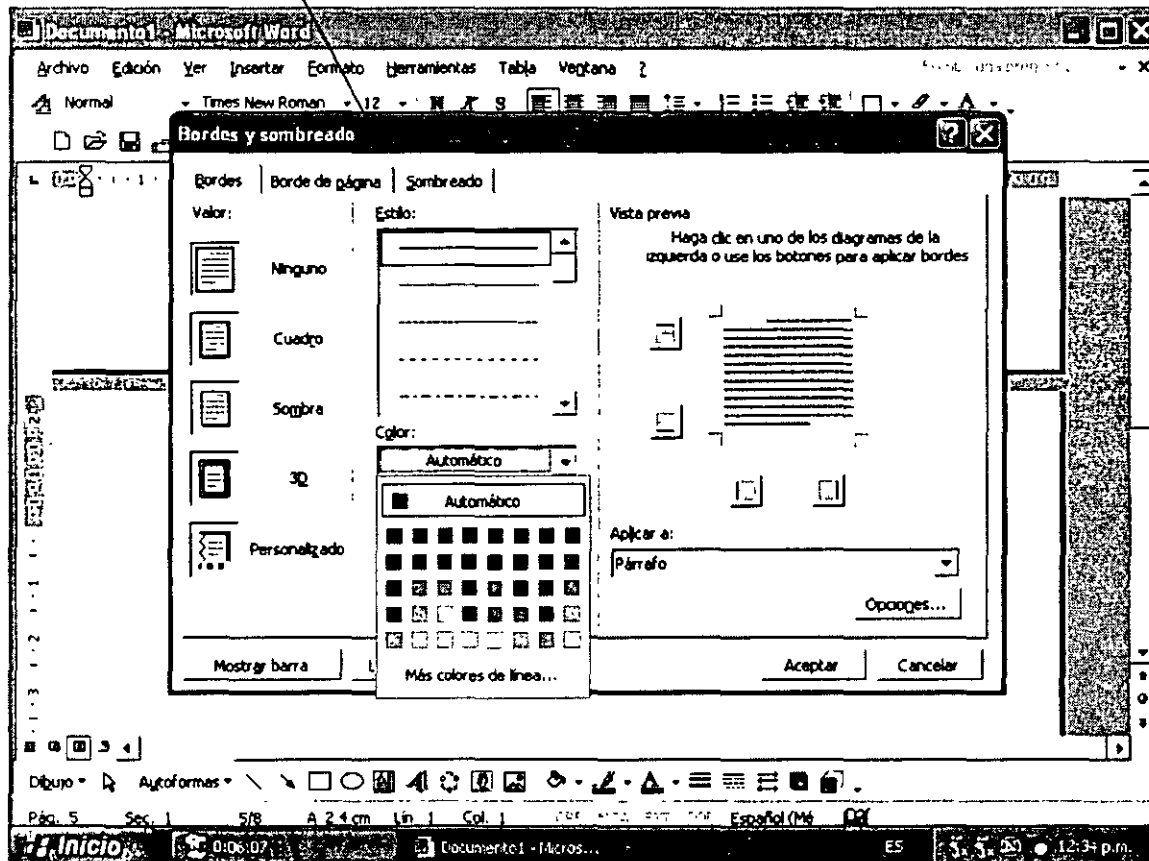 Documento1 - Microsoft Word
Archivo Edición Ver Insertar Formato Herramientas Tabla Ventana ?
Normal Times New Roman 12 N K S
Bordes y sombreado
Bordes Borde de página Sombreado
Valor:
Ninguno
Cuadro
Sombra
3D
Personalizado
Estilo:
Color:
Automático
Automático
Más colores de línea...
Vista previa
Haga clic en uno de los diagramas de la
izquierda o use los botones para aplicar bordes
Aplicar a:
Párrafo
Opciones...
Mostrar barra
Aceptar Cancelar
Dibujo Autoformas
Pág. 5 Sec. 1 5/8 A 2.4 cm Lín. 1 Col. 1 Español (Mé
Inicio 0:06:07 Documento1 - Micros... ES 12:34 p.m.